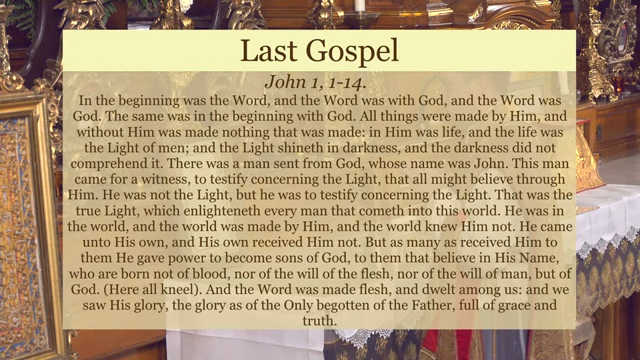 Last Gospel
John 1, 1-14.
In the beginning was the Word, and the Word was with God, and the Word was
God. The same was in the beginning with God. All things were made by Him, and
without Him was made nothing that was made: in Him was life, and the life was
the Light of men; and the Light shineth in darkness, and the darkness did not
comprehend it. There was a man sent from God, whose name was John. This man
came for a witness, to testify concerning the Light, that all might believe through
Him. He was not the Light, but he was to testify concerning the Light. That was the
true Light, which enlighteneth every man that cometh into this world. He was in
the world, and the world was made by Him, and the world knew Him not. He came
unto His own, and His own received Him not. But as many as received Him to
them He gave power to become sons of God, to them that believe in His Name,
who are born not of blood, nor of the will of the flesh, nor of the will of man, but of
God. (Here all kneel). And the Word was made flesh, and dwelt among us: and we
saw His glory, the glory as of the Only begotten of the Father, full of grace and
truth.